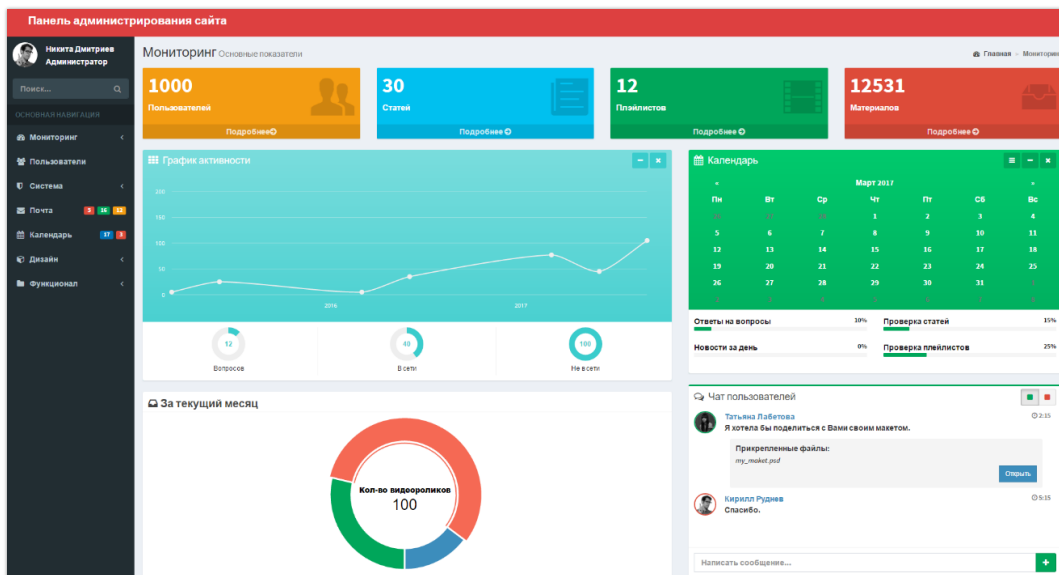 Панель администрирования сайта
Никита Дмитриев
Администратор
Поиск...
ОСНОВНАЯ НАВИГАЦИЯ
Мониторинг
Пользователи
Система
Почта 3 16 12
Календарь 17 3
Дизайн
Функционал
Мониторинг Основные показатели
Главная > Мониторинг
1000
Пользователей
Подробнее
30
Статей
Подробнее
12
Плэйлистов
Подробнее
12531
Материалов
Подробнее
График активности
200
150
100
50
0
2016 2017
12
Вопросов
40
В сети
100
Не в сети
За текущий месяц
Кол-во видеороликов
100
Календарь
« Март 2017 »
Пн Вт Ср Чт Пт Сб Вс
1 2 3 4
5 6 7 8 9 10 11
12 13 14 15 16 17 18
19 20 21 22 23 24 25
26 27 28 29 30 31
Ответы на вопросы 10%
Проверка статей 15%
Новости за день 0%
Проверка плейлистов 25%
Чат пользователей
Татьяна Лабетова 2:15
Я хотела бы поделиться с Вами своим макетом.
Прикрепленные файлы:
my_maket.psd
Открыть
Кирилл Руднев 5:15
Спасибо.
Написать сообщение...